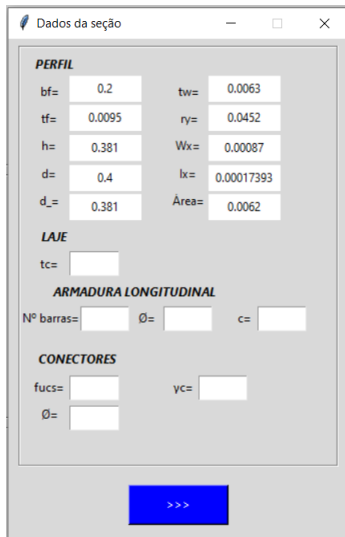 Dados da seção
PERFIL
bf= 0.2 tw= 0.0063
tf= 0.0095 ry= 0.0452
h= 0.381 Wx= 0.00087
d= 0.4 Ix= 0.00017393
d_= 0.381 Àrea= 0.0062
LAJE
tc=
ARMADURA LONGITUDINAL
Nº barras= Ø= c=
CONECTORES
fucs= yc=
Ø=
>>>